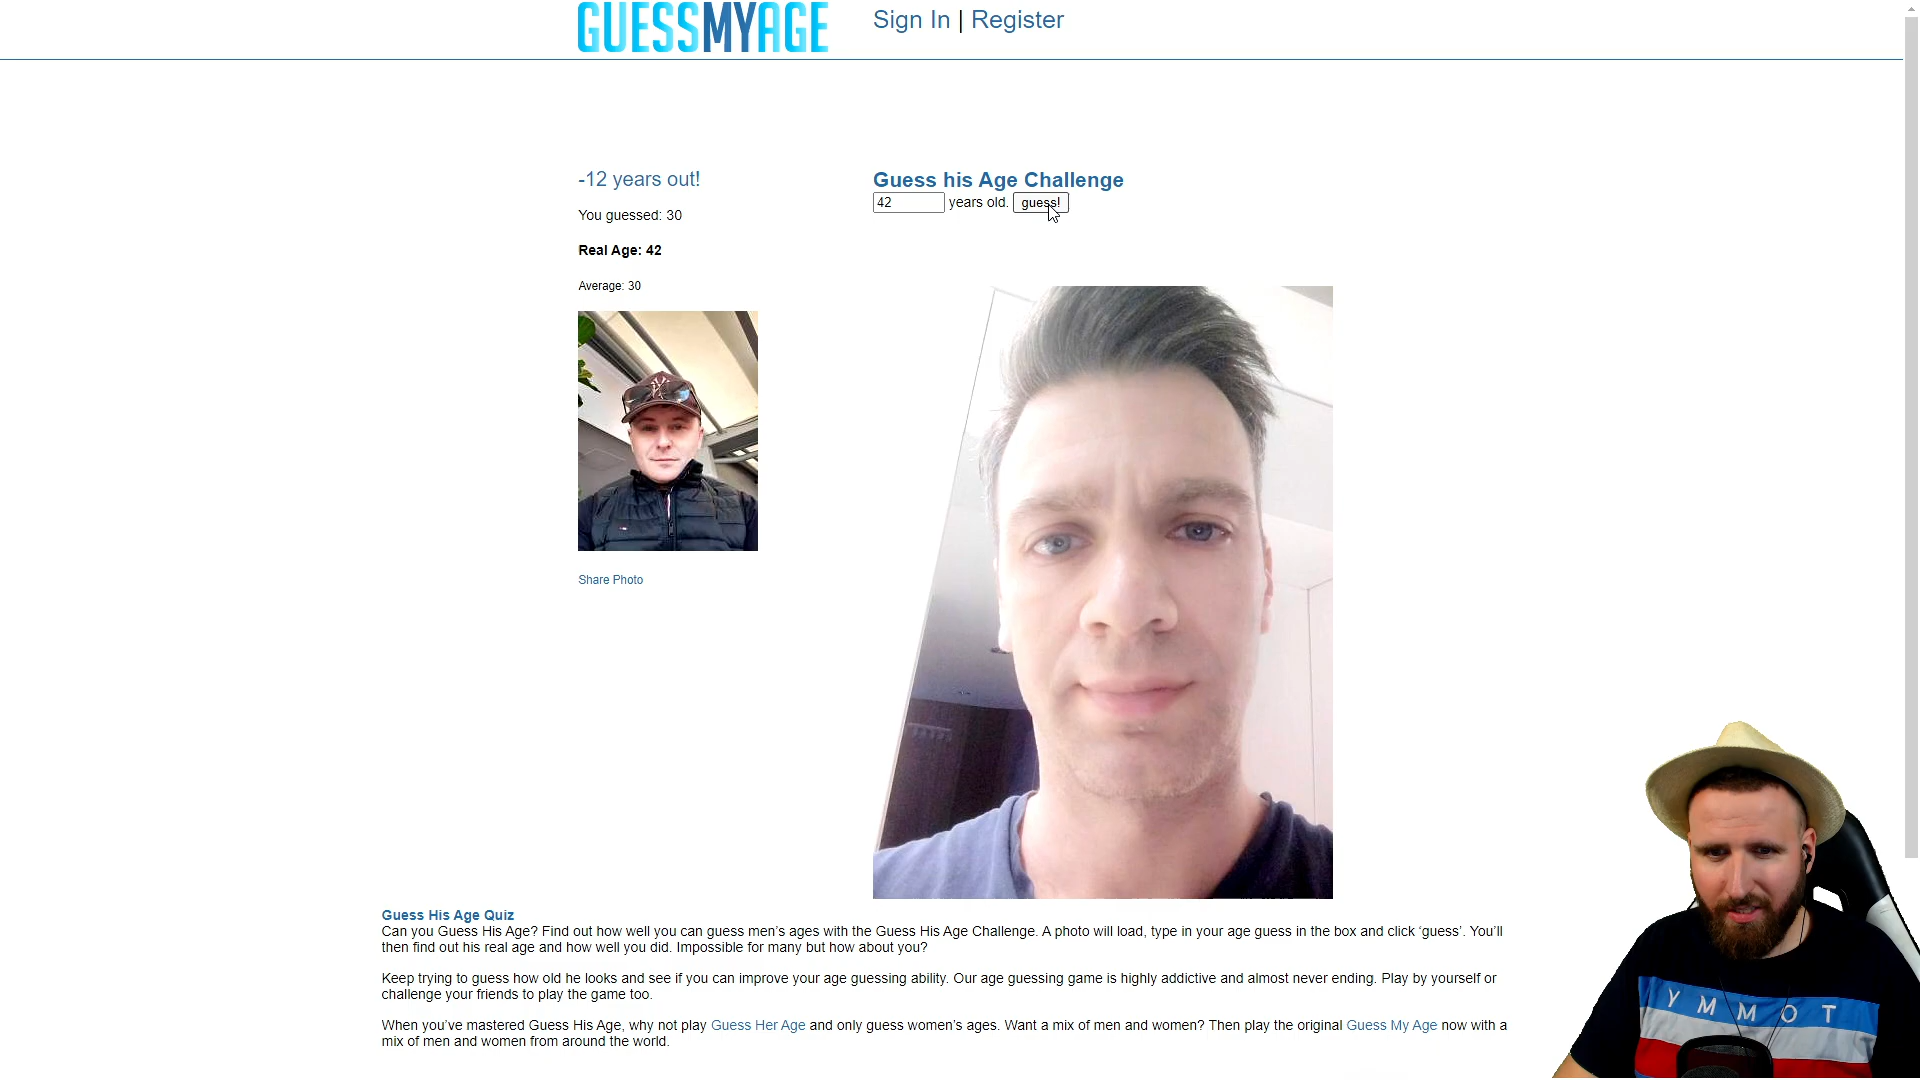 GUESSMYAGE
Sign In | Register
-12 years out!
You guessed: 30
Real Age: 42
Average: 30
Share Photo
Guess his Age Challenge
42 years old. guess!
Guess His Age Quiz
Can you Guess His Age? Find out how well you can guess men's ages with the Guess His Age Challenge. A photo will load, type in your age guess in the box and click ‘guess’. You'll
then find out his real age and how well you did. Impossible for many but how about you?
Keep trying to guess how old he looks and see if you can improve your age guessing ability. Our age guessing game is highly addictive and almost never ending. Play by yourself or
challenge your friends to play the game too.
When you've mastered Guess His Age, why not play Guess Her Age and only guess women's ages. Want a mix of men and women? Then play the original Guess My Age now with a
mix of men and women from around the world.
YMMOT